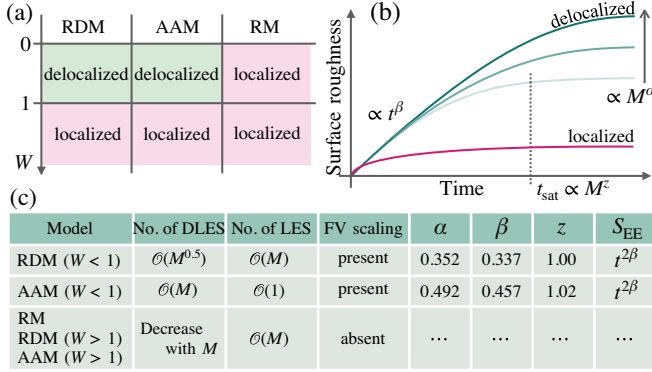 (a)
RDM AAM RM
0
delocalized delocalized localized
1
localized localized localized
W
(b)
Surface roughness
delocalized
∝ t^β
∝ M^α
localized
Time
t_sat ∝ M^z
(c)
Model No. of DLES No. of LES FV scaling α β z S_EE
RDM (W < 1) 𝒪(M^0.5) 𝒪(M) present 0.352 0.337 1.00 t^2β
AAM (W < 1) 𝒪(M) 𝒪(1) present 0.492 0.457 1.02 t^2β
RM
RDM (W > 1)
AAM (W > 1)
Decrease
with M
𝒪(M) absent ⋯ ⋯ ⋯ ⋯